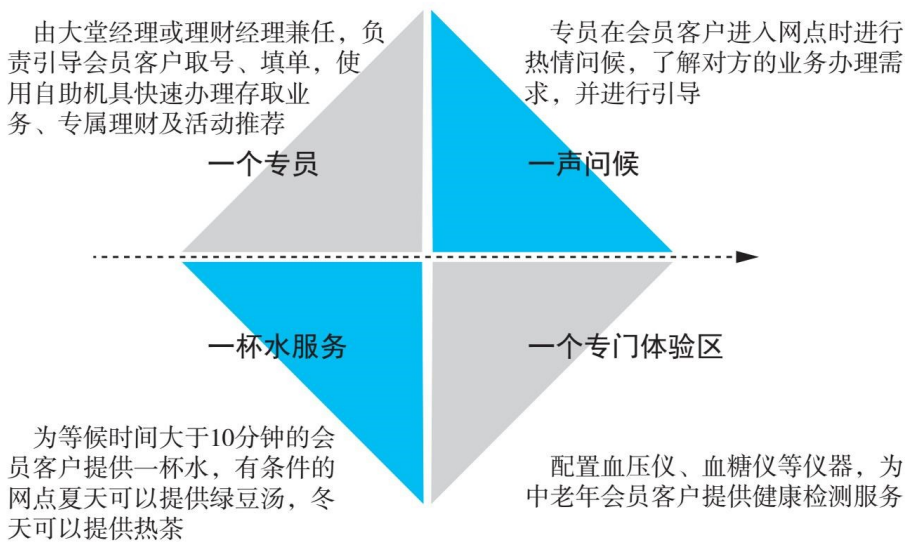 由大堂经理或理财经理兼任，负
责引导会员客户取号、填单，使
用自助机具快速办理存取业
务、专属理财及活动推荐
一个专员
专员在会员客户进入网点时进行
热情问候，了解对方的业务办理需
求，并进行引导
一声问候
一杯水服务
为等候时间大于10分钟的会
员客户提供一杯水，有条件的
网点夏天可以提供绿豆汤，冬
天可以提供热茶
一个专门体验区
配置血压仪、血糖仪等仪器，为
中老年会员客户提供健康检测服务